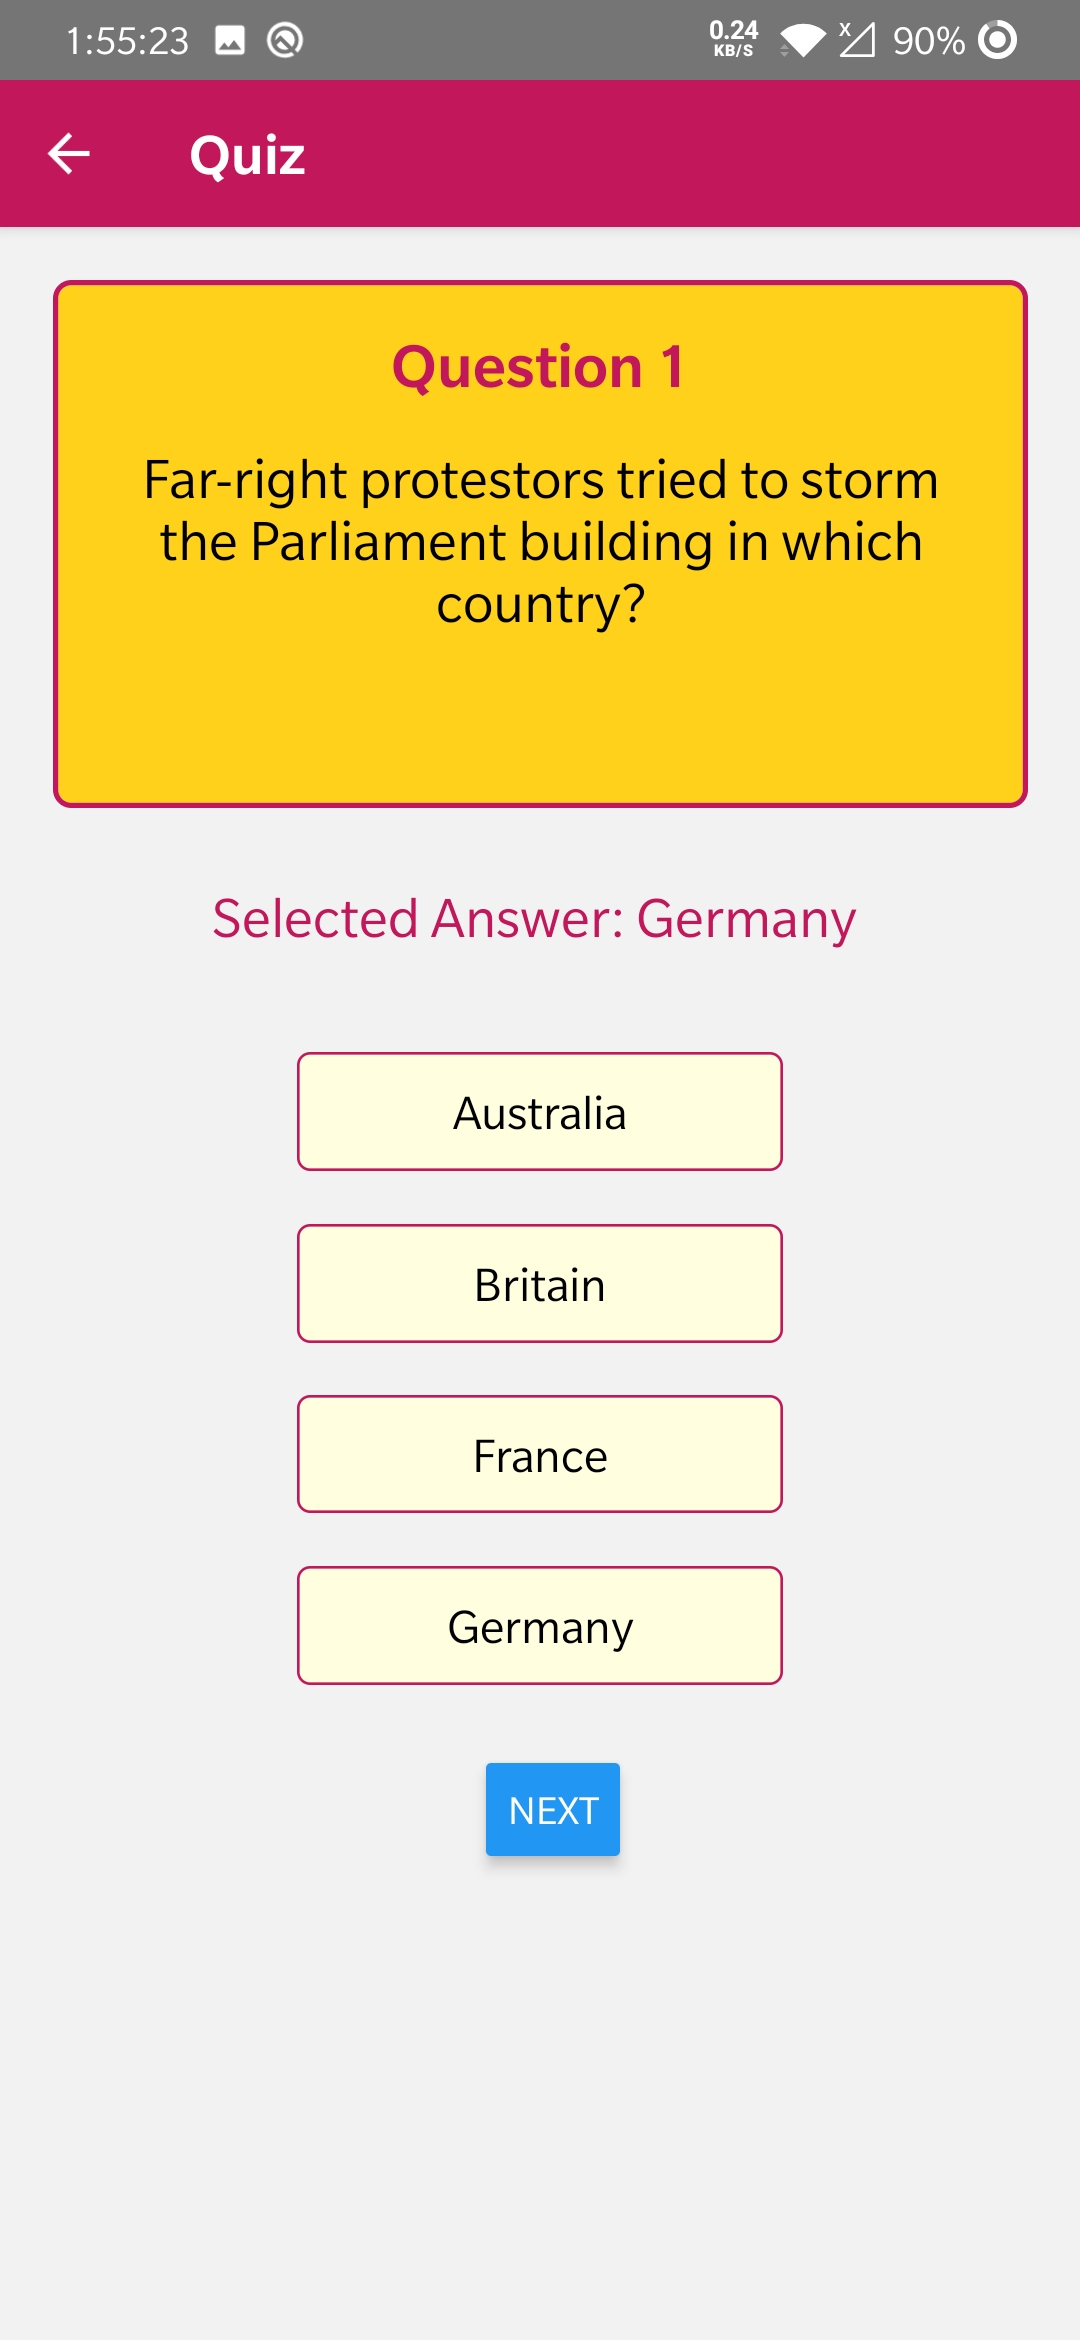 1:55:23
0.24
KB/S
x
90%
Quiz
Question 1
Far-right protestors tried to storm
the Parliament building in which
country?
Selected Answer: Germany
Australia
Britain
France
Germany
NEXT